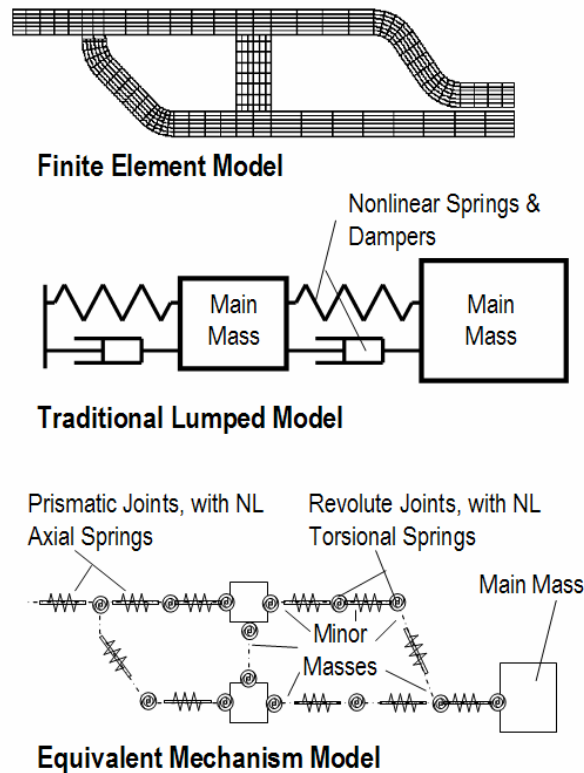 Finite Element Model
Nonlinear Springs &
Dampers
Main
Mass
Main
Mass
Traditional Lumped Model
Prismatic Joints, with NL
Axial Springs
Revolute Joints, with NL
Torsional Springs
Main Mass
Minor
Masses
Equivalent Mechanism Model